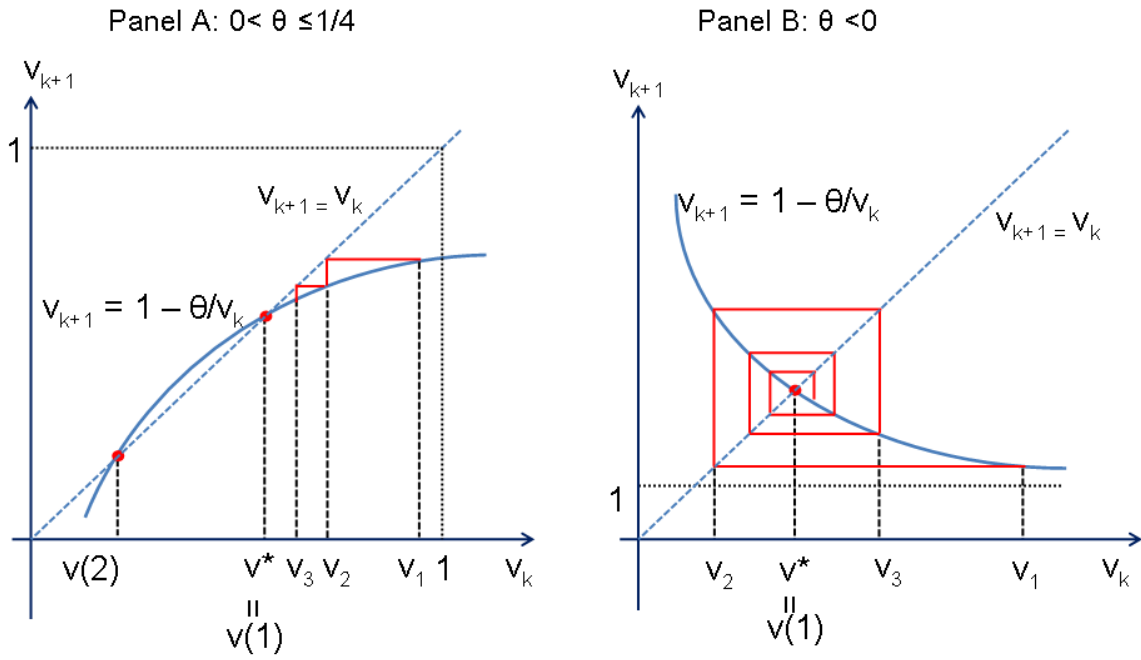 Panel A: 0< θ ≤1/4
v_{k+1}
1
v_{k+1} = v_k
v_{k+1} = 1 – θ/v_k
v(2)
v*
v_3
v_2
v_1
1
v_k
=
v(1)
Panel B: θ <0
v_{k+1}
v_{k+1} = 1 – θ/v_k
v_{k+1} = v_k
1
v_2
v*
v_3
v_1
v_k
=
v(1)